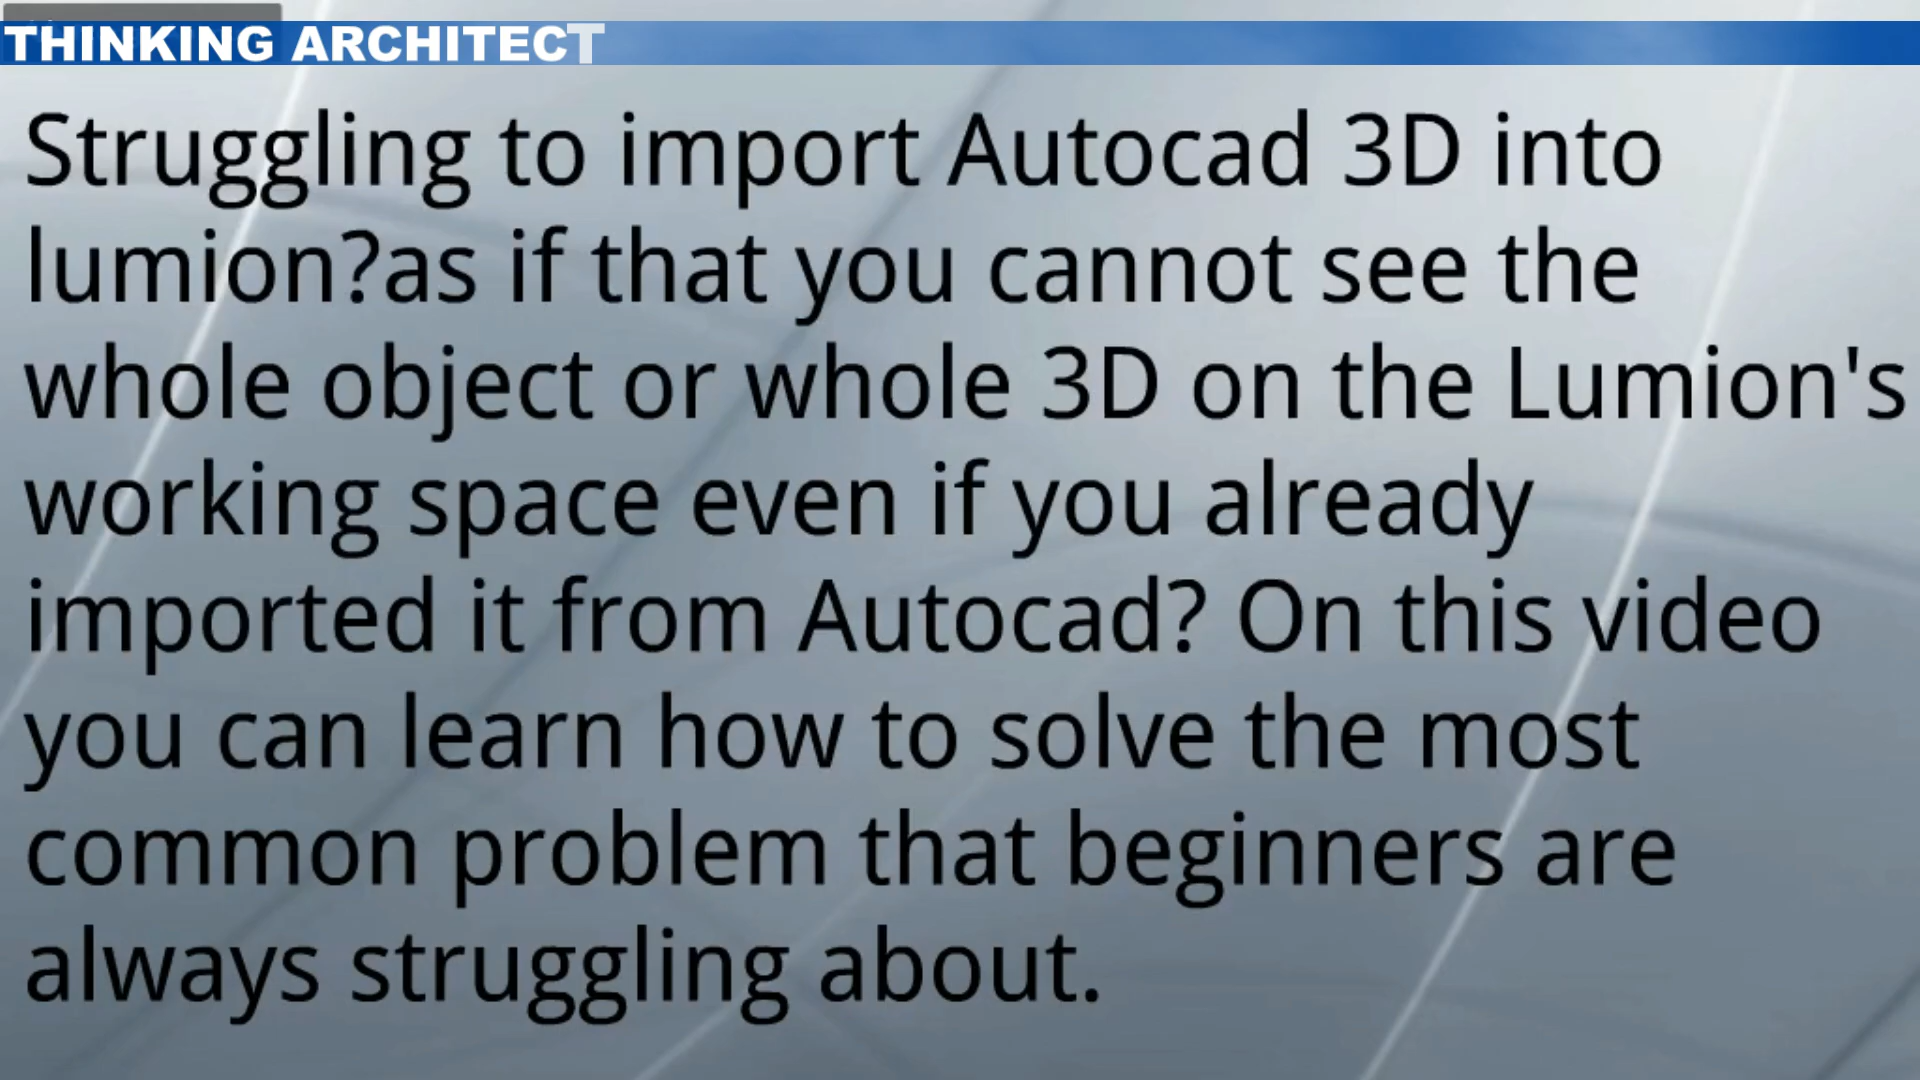 THINKING ARCHITECT
Struggling to import Autocad 3D into
lumion?as if that you cannot see the
whole object or whole 3D on the Lumion's
working space even if you already
imported it from Autocad? On this video
you can learn how to solve the most
common problem that beginners are
always struggling about.